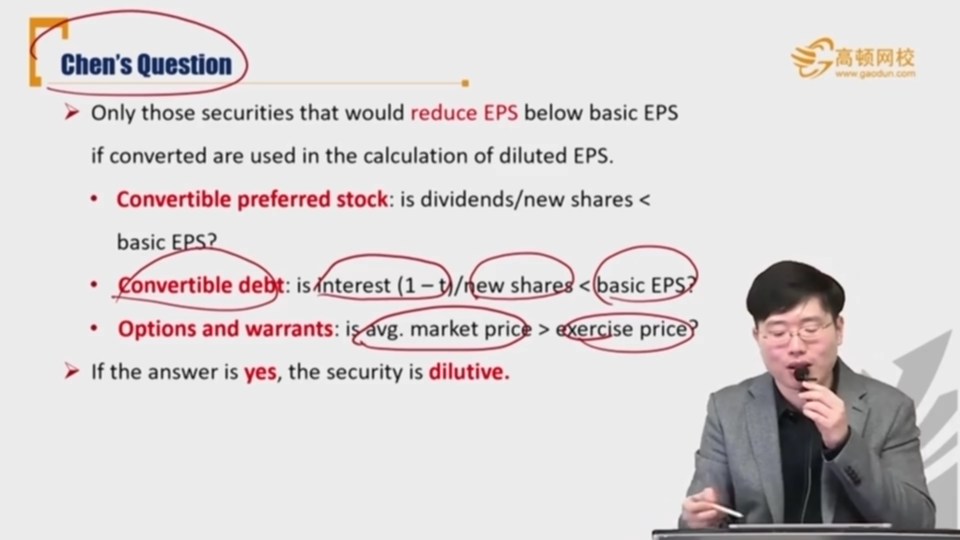 Chen's Question
高顿网校
www.gaodun.com
Only those securities that would reduce EPS below basic EPS
if converted are used in the calculation of diluted EPS.
Convertible preferred stock: is dividends/new shares <
basic EPS?
Convertible debt: is interest (1 – t)/new shares < basic EPS?
Options and warrants: is avg. market price > exercise price?
If the answer is yes, the security is dilutive.